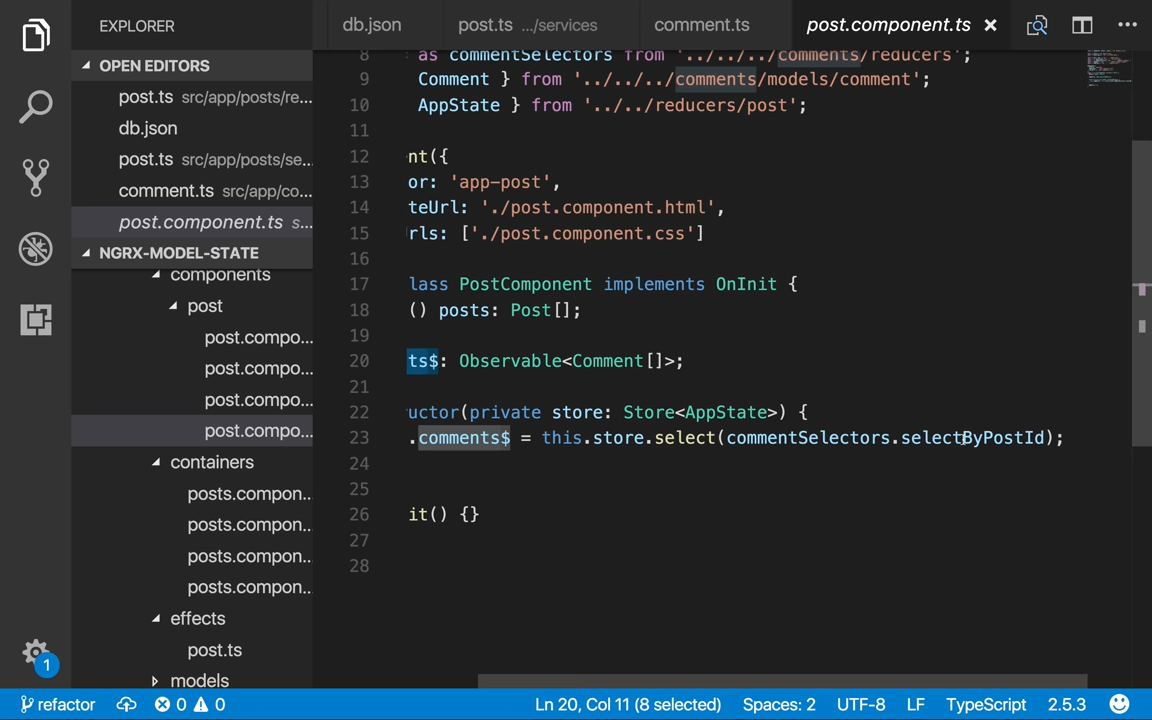 EXPLORER
db.json
post.ts .../services
comment.ts
post.component.ts
OPEN EDITORS
post.ts src/app/posts/re...
db.json
post.ts src/app/posts/se...
comment.ts src/app/co...
post.component.ts s...
NGRX-MODEL-STATE
components
post
post.compo...
post.compo...
post.compo...
post.compo...
containers
posts.compon...
posts.compon...
posts.compon...
posts.compon...
effects
post.ts
models
8 as commentSelectors from '../../../comments/reducers';
9 Comment } from '../../../comments/models/comment';
10 AppState } from '../../reducers/post';
11
12 nt({
13 or: 'app-post',
14 teUrl: './post.component.html',
15 rls: ['./post.component.css']
16
17 lass PostComponent implements OnInit {
18 () posts: Post[];
19
20 ts$: Observable<Comment[]>;
21
22 uctor(private store: Store<AppState>) {
23 .comments$ = this.store.select(commentSelectors.selectByPostId);
24
25
26 it() {}
27
28
1
refactor
0
0
Ln 20, Col 11 (8 selected)
Spaces: 2
UTF-8
LF
TypeScript
2.5.3